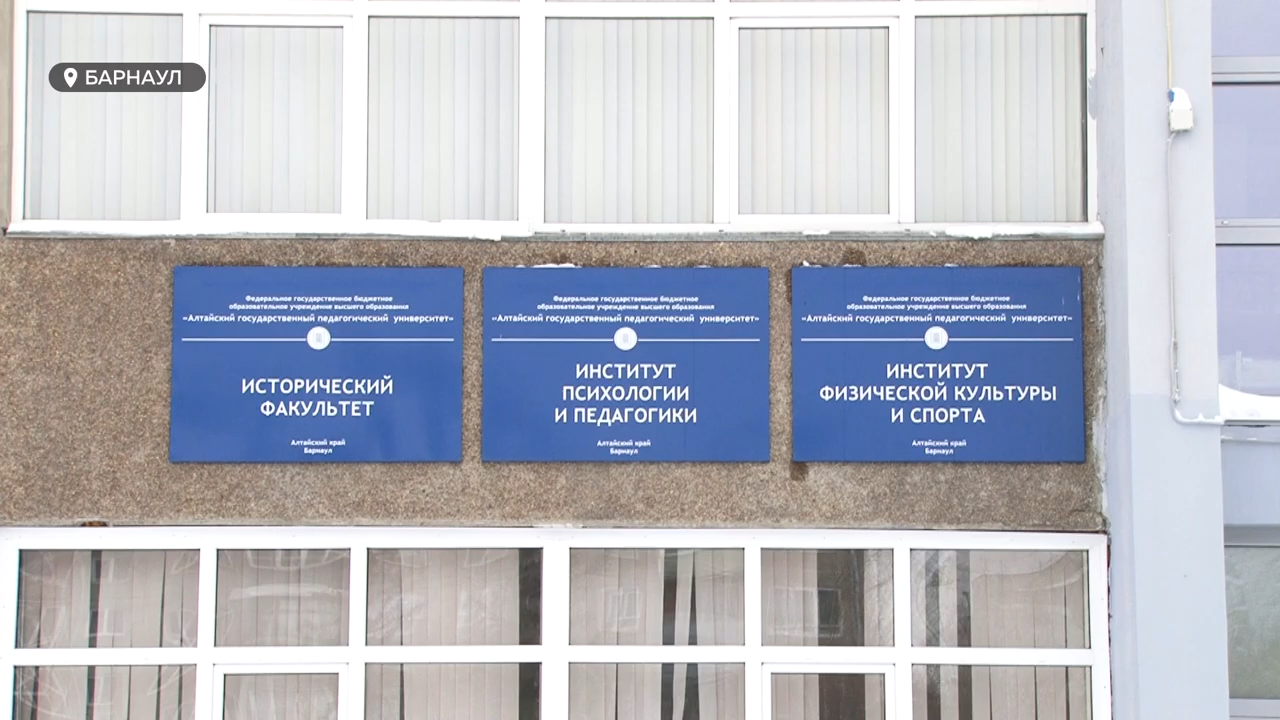 БАРНАУЛ
Федеральное государственное бюджетное
образовательное учреждение высшего образования
«Алтайский государственный педагогический университет»
ИСТОРИЧЕСКИЙ
ФАКУЛЬТЕТ
Алтайский край
Барнаул
Федеральное государственное бюджетное
образовательное учреждение высшего образования
«Алтайский государственный педагогический университет»
ИНСТИТУТ
ПСИХОЛОГИИ
И ПЕДАГОГИКИ
Алтайский край
Барнаул
Федеральное государственное бюджетное
образовательное учреждение высшего образования
«Алтайский государственный педагогический университет»
ИНСТИТУТ
ФИЗИЧЕСКОЙ КУЛЬТУРЫ
И СПОРТА
Алтайский край
Барнаул